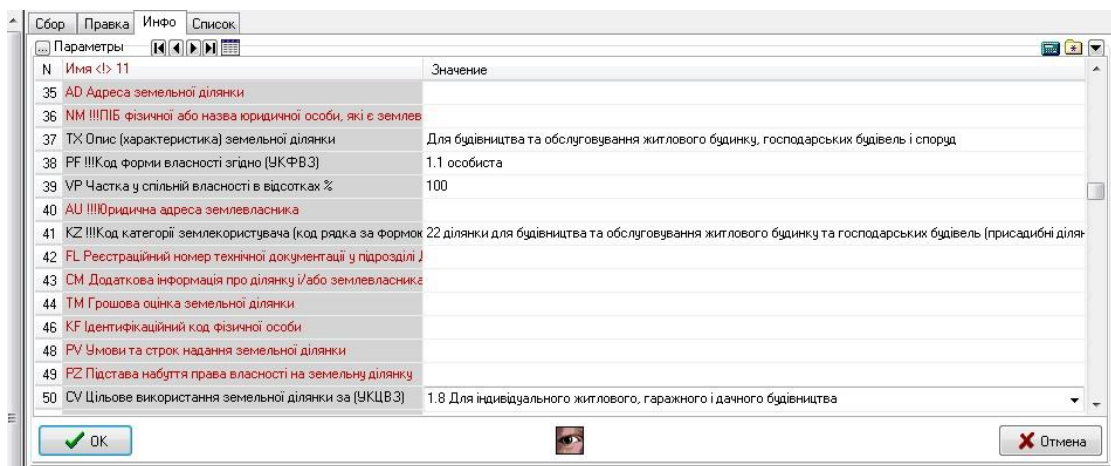 Сбор Правка Инфо Список
... Параметры
N Имя <!> 11 Значение
35 AD Адреса земельної ділянки
36 NM !!!ПІБ фізичної або назва юридичної особи, які є землев
37 TX Опис (характеристика) земельної ділянки Для будівництва та обслуговування житлового будинку, господарських будівель і споруд
38 PF !!!Код форми власності згідно (УКФВЗ) 1.1 особиста
39 VP Частка у спільній власності в відсотках % 100
40 AU !!!Юридична адреса землевласника
41 KZ !!!Код категорії землекористувача (код рядка за формою 22 ділянки для будівництва та обслуговування житлового будинку та господарських будівель (присадибні ділян
42 FL Реєстраційний номер технічної документації у підрозділі
43 CM Додаткова інформація про ділянку і/або землевласника
44 TM Грошова оцінка земельної ділянки
46 KF Ідентифікаційний код фізичної особи
48 PV Умови та строк надання земельної ділянки
49 PZ Підстава набуття права власності на земельну ділянку
50 CV Цільове використання земельної ділянки за (УКЦВЗ) 1.8 Для індивідуального житлового, гаражного і дачного будівництва
OK Отмена